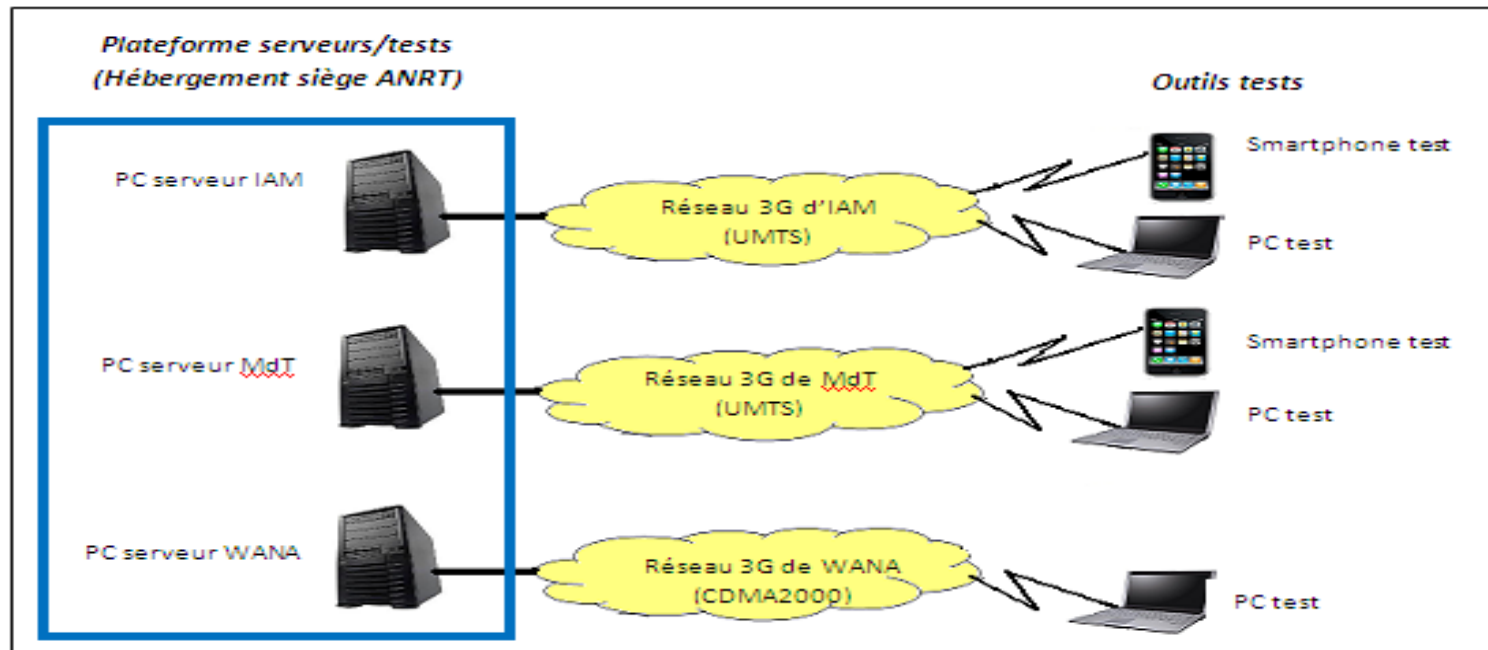 Plateforme serveurs/tests
(Hébergement siège ANRT)
Outils tests
PC serveur IAM
Réseau 3G d’IAM
(UMTS)
Smartphone test
PC test
PC serveur MdT
Réseau 3G de MdT
(UMTS)
Smartphone test
PC test
PC serveur WANA
Réseau 3G de WANA
(CDMA2000)
PC test